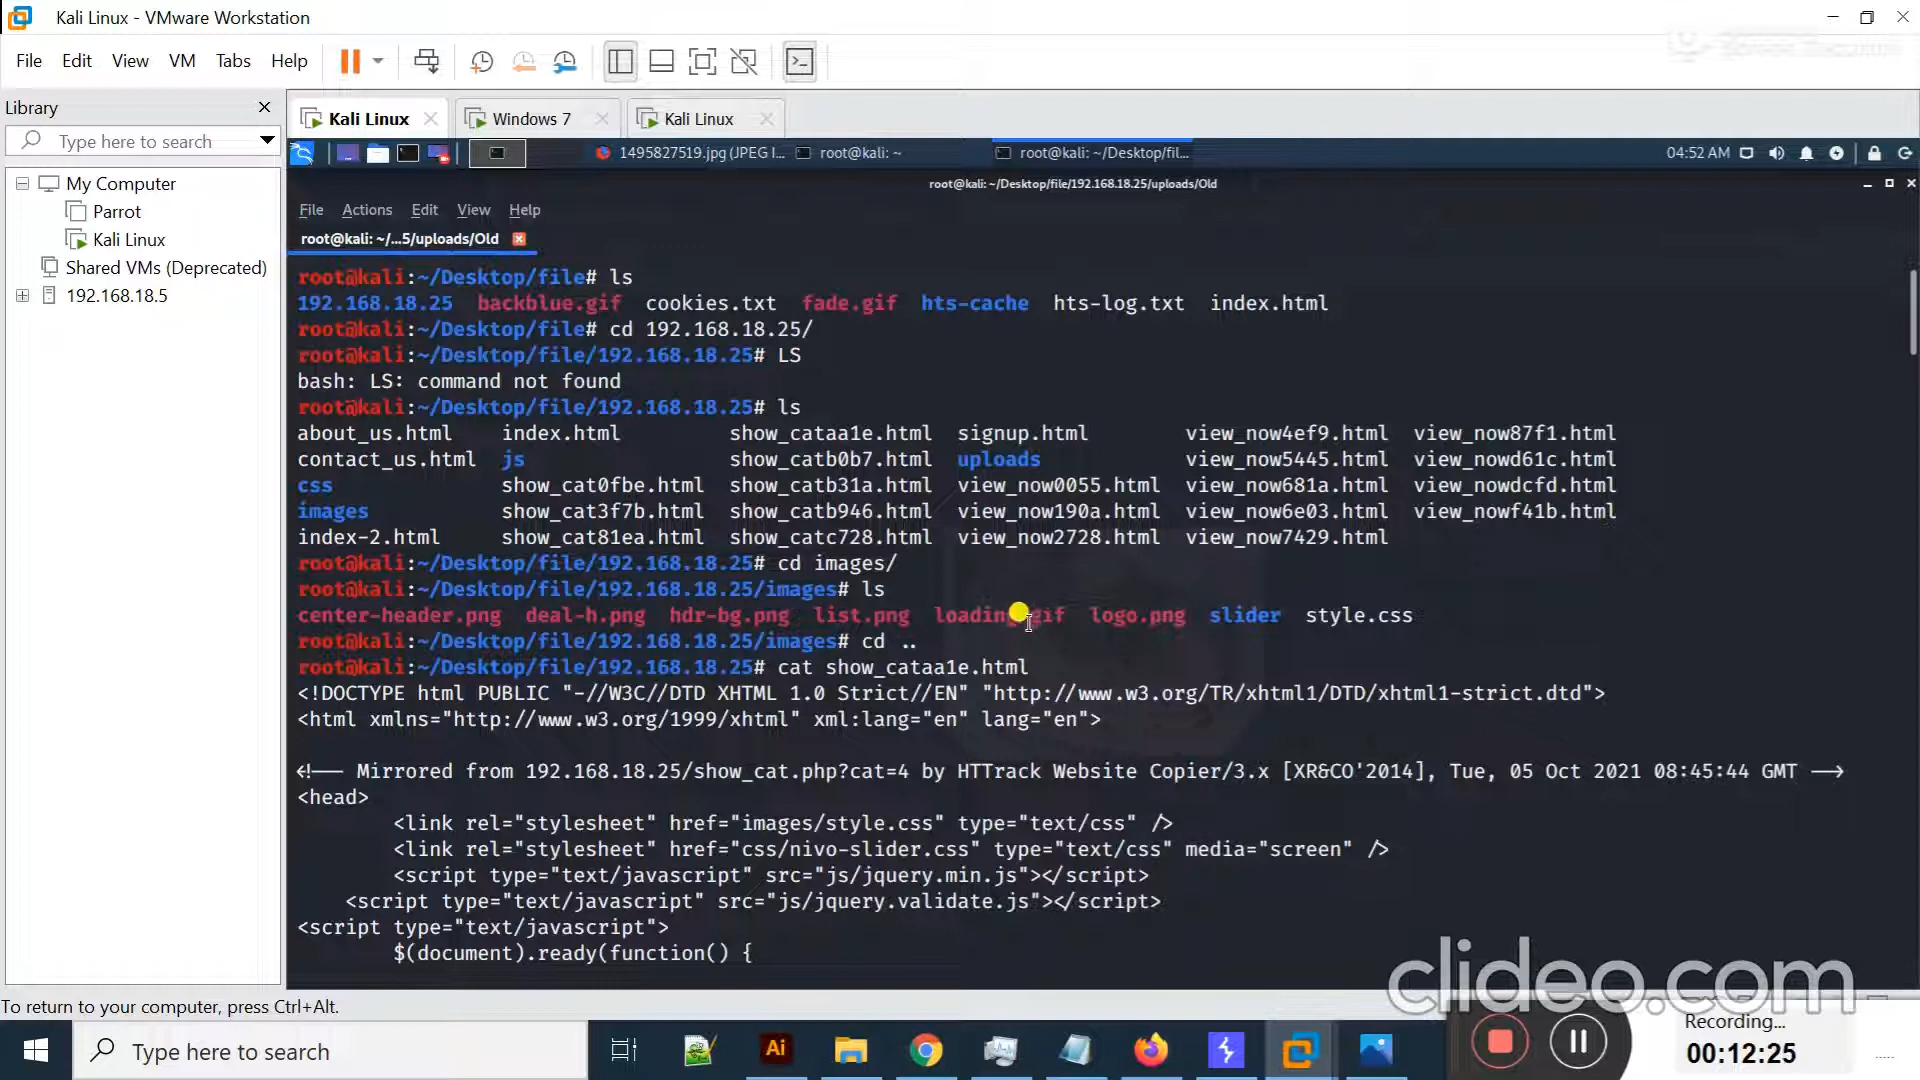 Kali Linux - VMware Workstation
File Edit View VM Tabs Help
Library
Type here to search
My Computer
Parrot
Kali Linux
Shared VMs (Deprecated)
192.168.18.5
Kali Linux Windows 7 Kali Linux
1495827519.jpg (JPEG I... root@kali: ~ root@kali: ~/Desktop/fil... 04:52 AM
root@kali: ~/Desktop/file/192.168.18.25/uploads/Old
File Actions Edit View Help
root@kali: ~/...5/uploads/Old
root@kali:~/Desktop/file# ls
192.168.18.25 backblue.gif cookies.txt fade.gif hts-cache hts-log.txt index.html
root@kali:~/Desktop/file# cd 192.168.18.25/
root@kali:~/Desktop/file/192.168.18.25# LS
bash: LS: command not found
root@kali:~/Desktop/file/192.168.18.25# ls
about_us.html index.html show_cataa1e.html signup.html view_now4ef9.html view_now87f1.html
contact_us.html js show_catb0b7.html uploads view_now5445.html view_nowd61c.html
css show_cat0fbe.html show_catb31a.html view_now0055.html view_now681a.html view_nowdcfd.html
images show_cat3f7b.html show_catb946.html view_now190a.html view_now6e03.html view_nowf41b.html
index-2.html show_cat81ea.html show_catc728.html view_now2728.html view_now7429.html
root@kali:~/Desktop/file/192.168.18.25# cd images/
root@kali:~/Desktop/file/192.168.18.25/images# ls
center-header.png deal-h.png hdr-bg.png list.png loading.gif logo.png slider style.css
root@kali:~/Desktop/file/192.168.18.25/images# cd ..
root@kali:~/Desktop/file/192.168.18.25# cat show_cataa1e.html
<!DOCTYPE html PUBLIC "-//W3C//DTD XHTML 1.0 Strict//EN" "http://www.w3.org/TR/xhtml1/DTD/xhtml1-strict.dtd">
<html xmlns="http://www.w3.org/1999/xhtml" xml:lang="en" lang="en">
<!-- Mirrored from 192.168.18.25/show_cat.php?cat=4 by HTTrack Website Copier/3.x [XR&CO'2014], Tue, 05 Oct 2021 08:45:44 GMT -->
<head>
<link rel="stylesheet" href="images/style.css" type="text/css" />
<link rel="stylesheet" href="css/nivo-slider.css" type="text/css" media="screen" />
<script type="text/javascript" src="js/jquery.min.js"></script>
<script type="text/javascript" src="js/jquery.validate.js"></script>
<script type="text/javascript">
$(document).ready(function() {
clideo.com
To return to your computer, press Ctrl+Alt.
Type here to search
Ai
Recording...
00:12:25